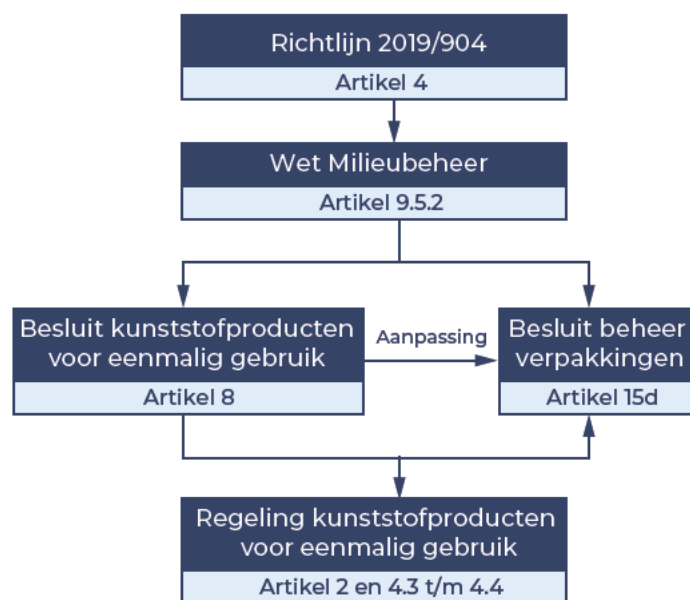 Richtlijn 2019/904
Artikel 4
Wet Milieubeheer
Artikel 9.5.2
Besluit kunststofproducten
voor eenmalig gebruik
Artikel 8
Aanpassing
Besluit beheer
verpakkingen
Artikel 15d
Regeling kunststofproducten
voor eenmalig gebruik
Artikel 2 en 4.3 t/m 4.4